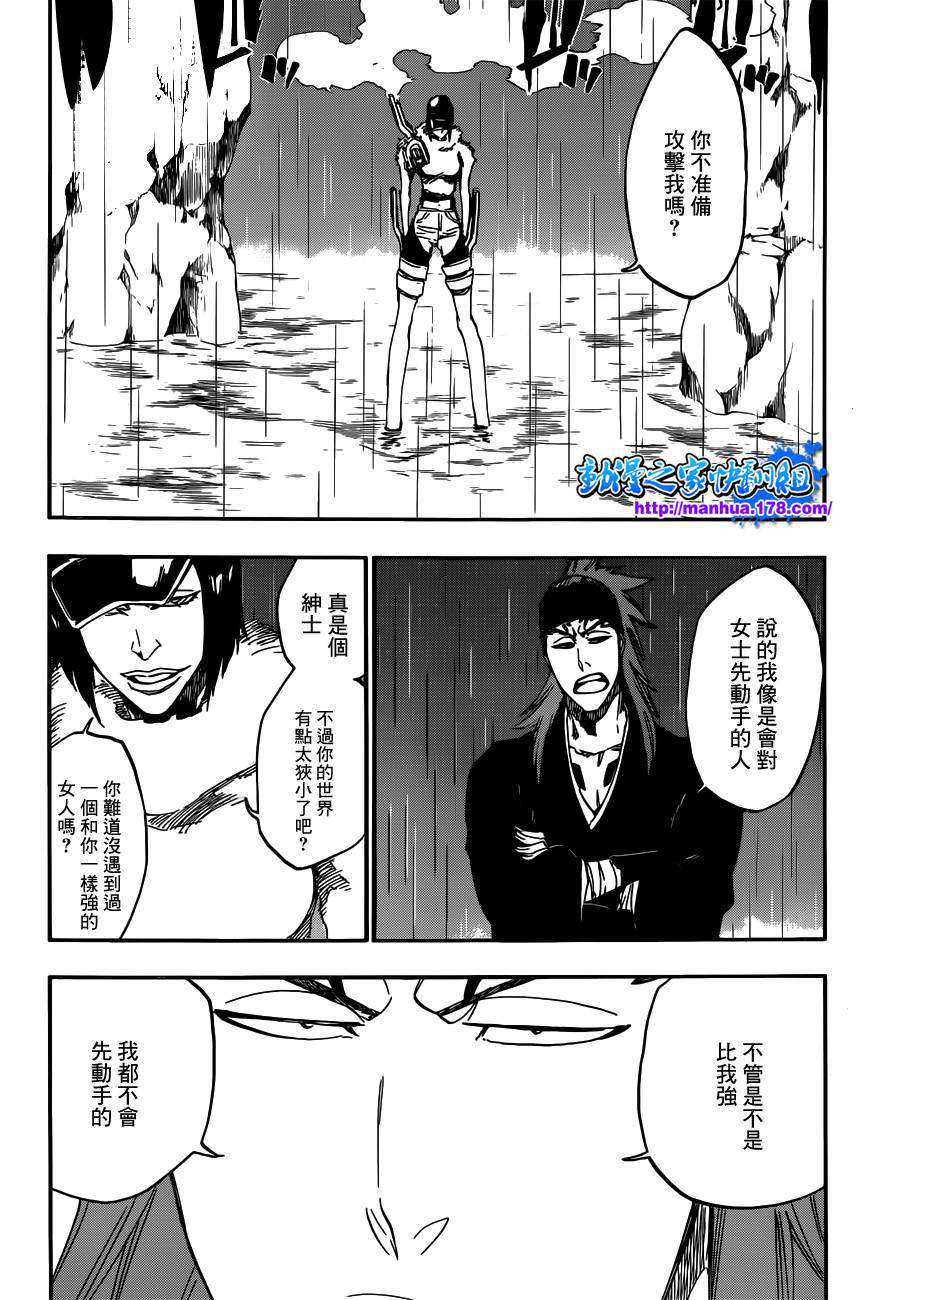 你不准備
攻擊我嗎?
動漫之家快翻組
http://manhua.178.com/
說的我像是會對
女士先動手的人
真是個
紳士
不過你的世界
有點太狹小了吧?
你難道沒遇到過
一個和你一樣強的
女人嗎?
不管是不是
比我強
我都不會
先動手的